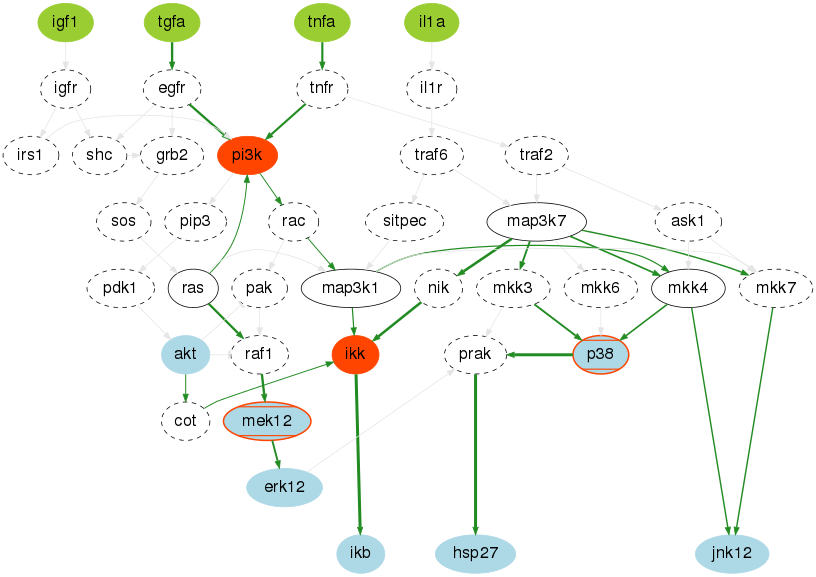 igf1 tgfa tnfa il1a
igfr egfr tnfr il1r
irs1 shc grb2 pi3k traf6 traf2
sos pip3 rac sitpec map3k7 ask1
pdk1 ras pak map3k1 nik mkk3 mkk6 mkk4 mkk7
akt raf1 ikk prak p38
cot mek12
erk12
ikb hsp27 jnk12